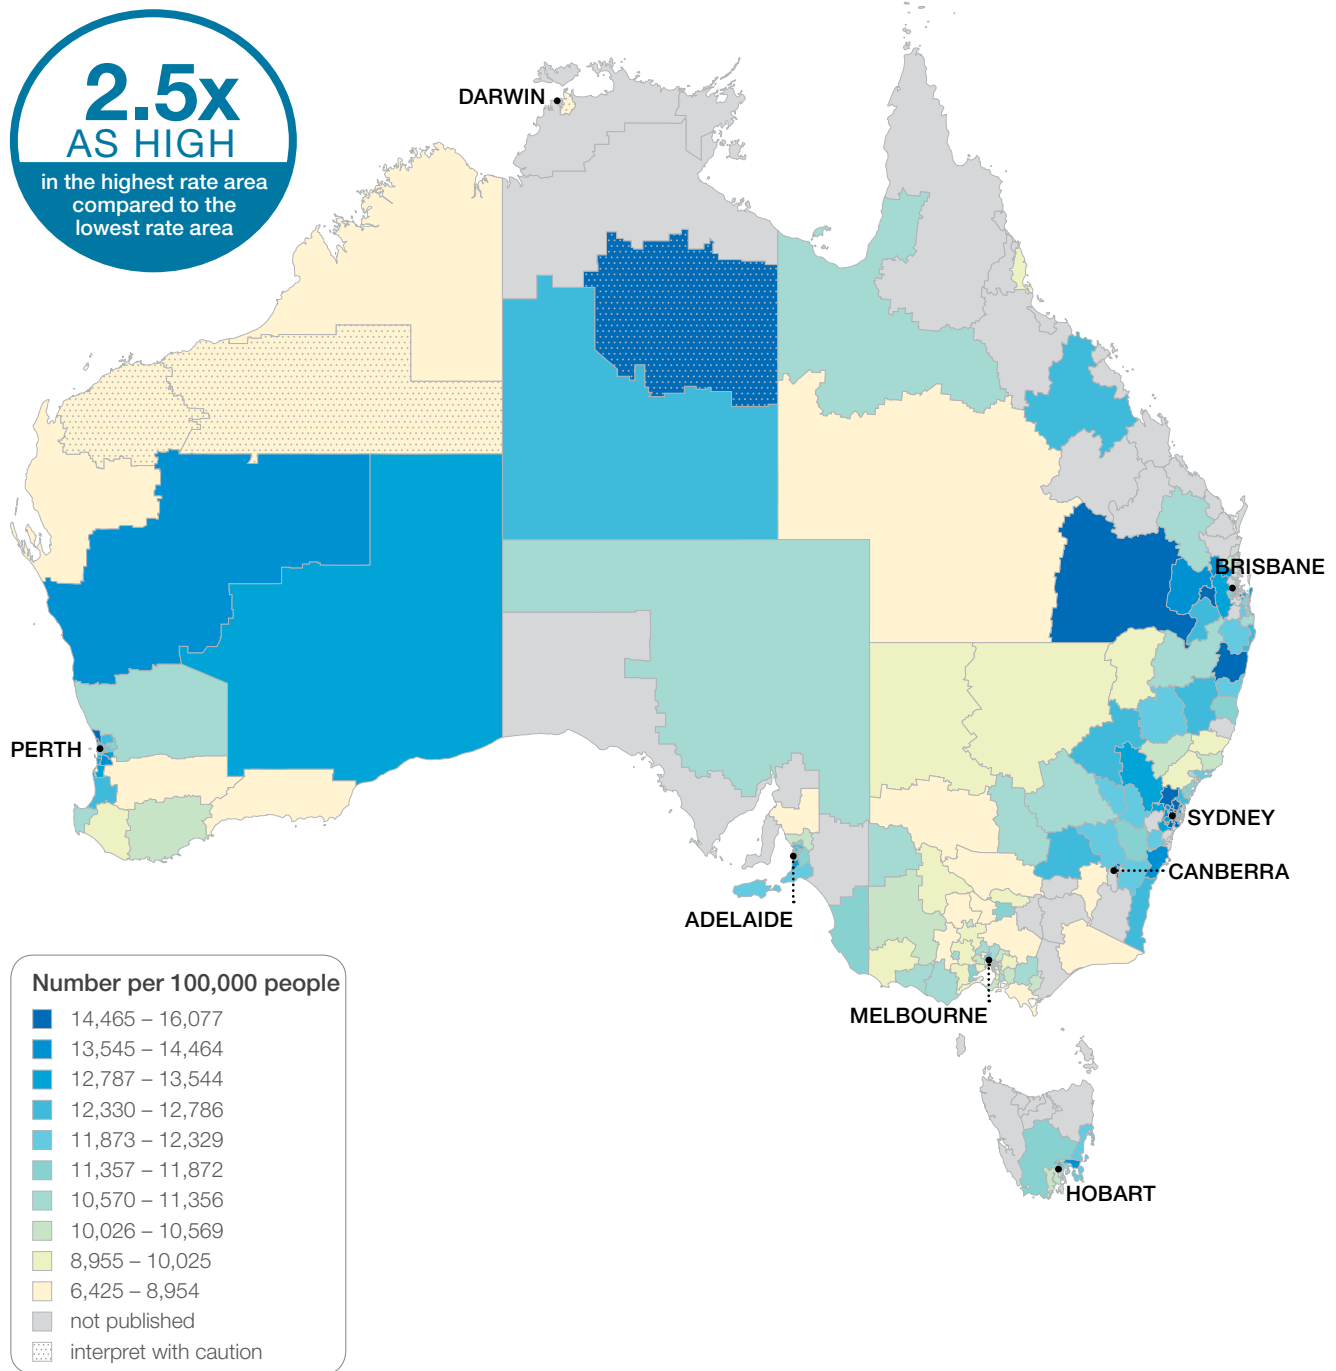 2.5x
AS HIGH
in the highest rate area
compared to the
lowest rate area
DARWIN
BRISBANE
PERTH
SYDNEY
CANBERRA
ADELAIDE
MELBOURNE
HOBART
Number per 100,000 people
14,465 – 16,077
13,545 – 14,464
12,787 – 13,544
12,330 – 12,786
11,873 – 12,329
11,357 – 11,872
10,570 – 11,356
10,026 – 10,569
8,955 – 10,025
6,425 – 8,954
not published
interpret with caution